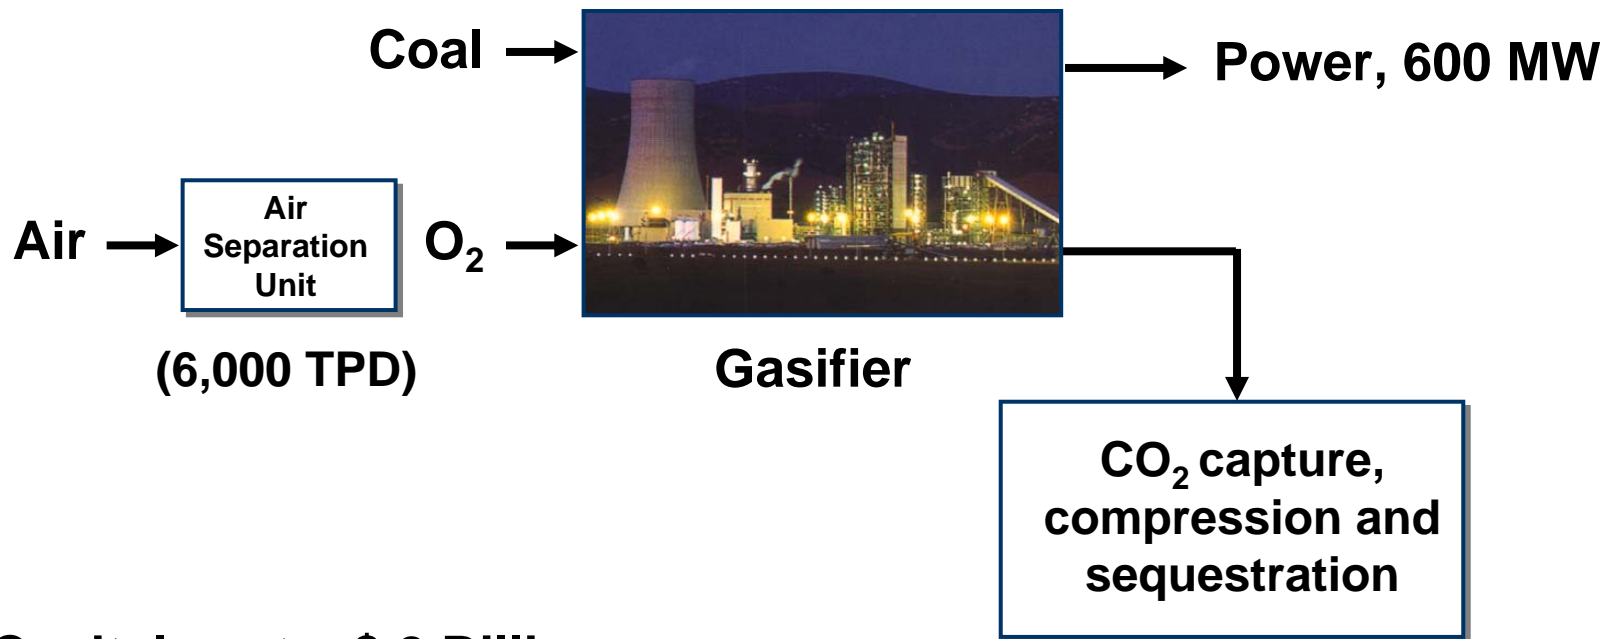 Coal
Power, 600 MW
Air
Air
Separation
Unit
O₂
(6,000 TPD)
Gasifier
CO₂ capture,
compression and
sequestration